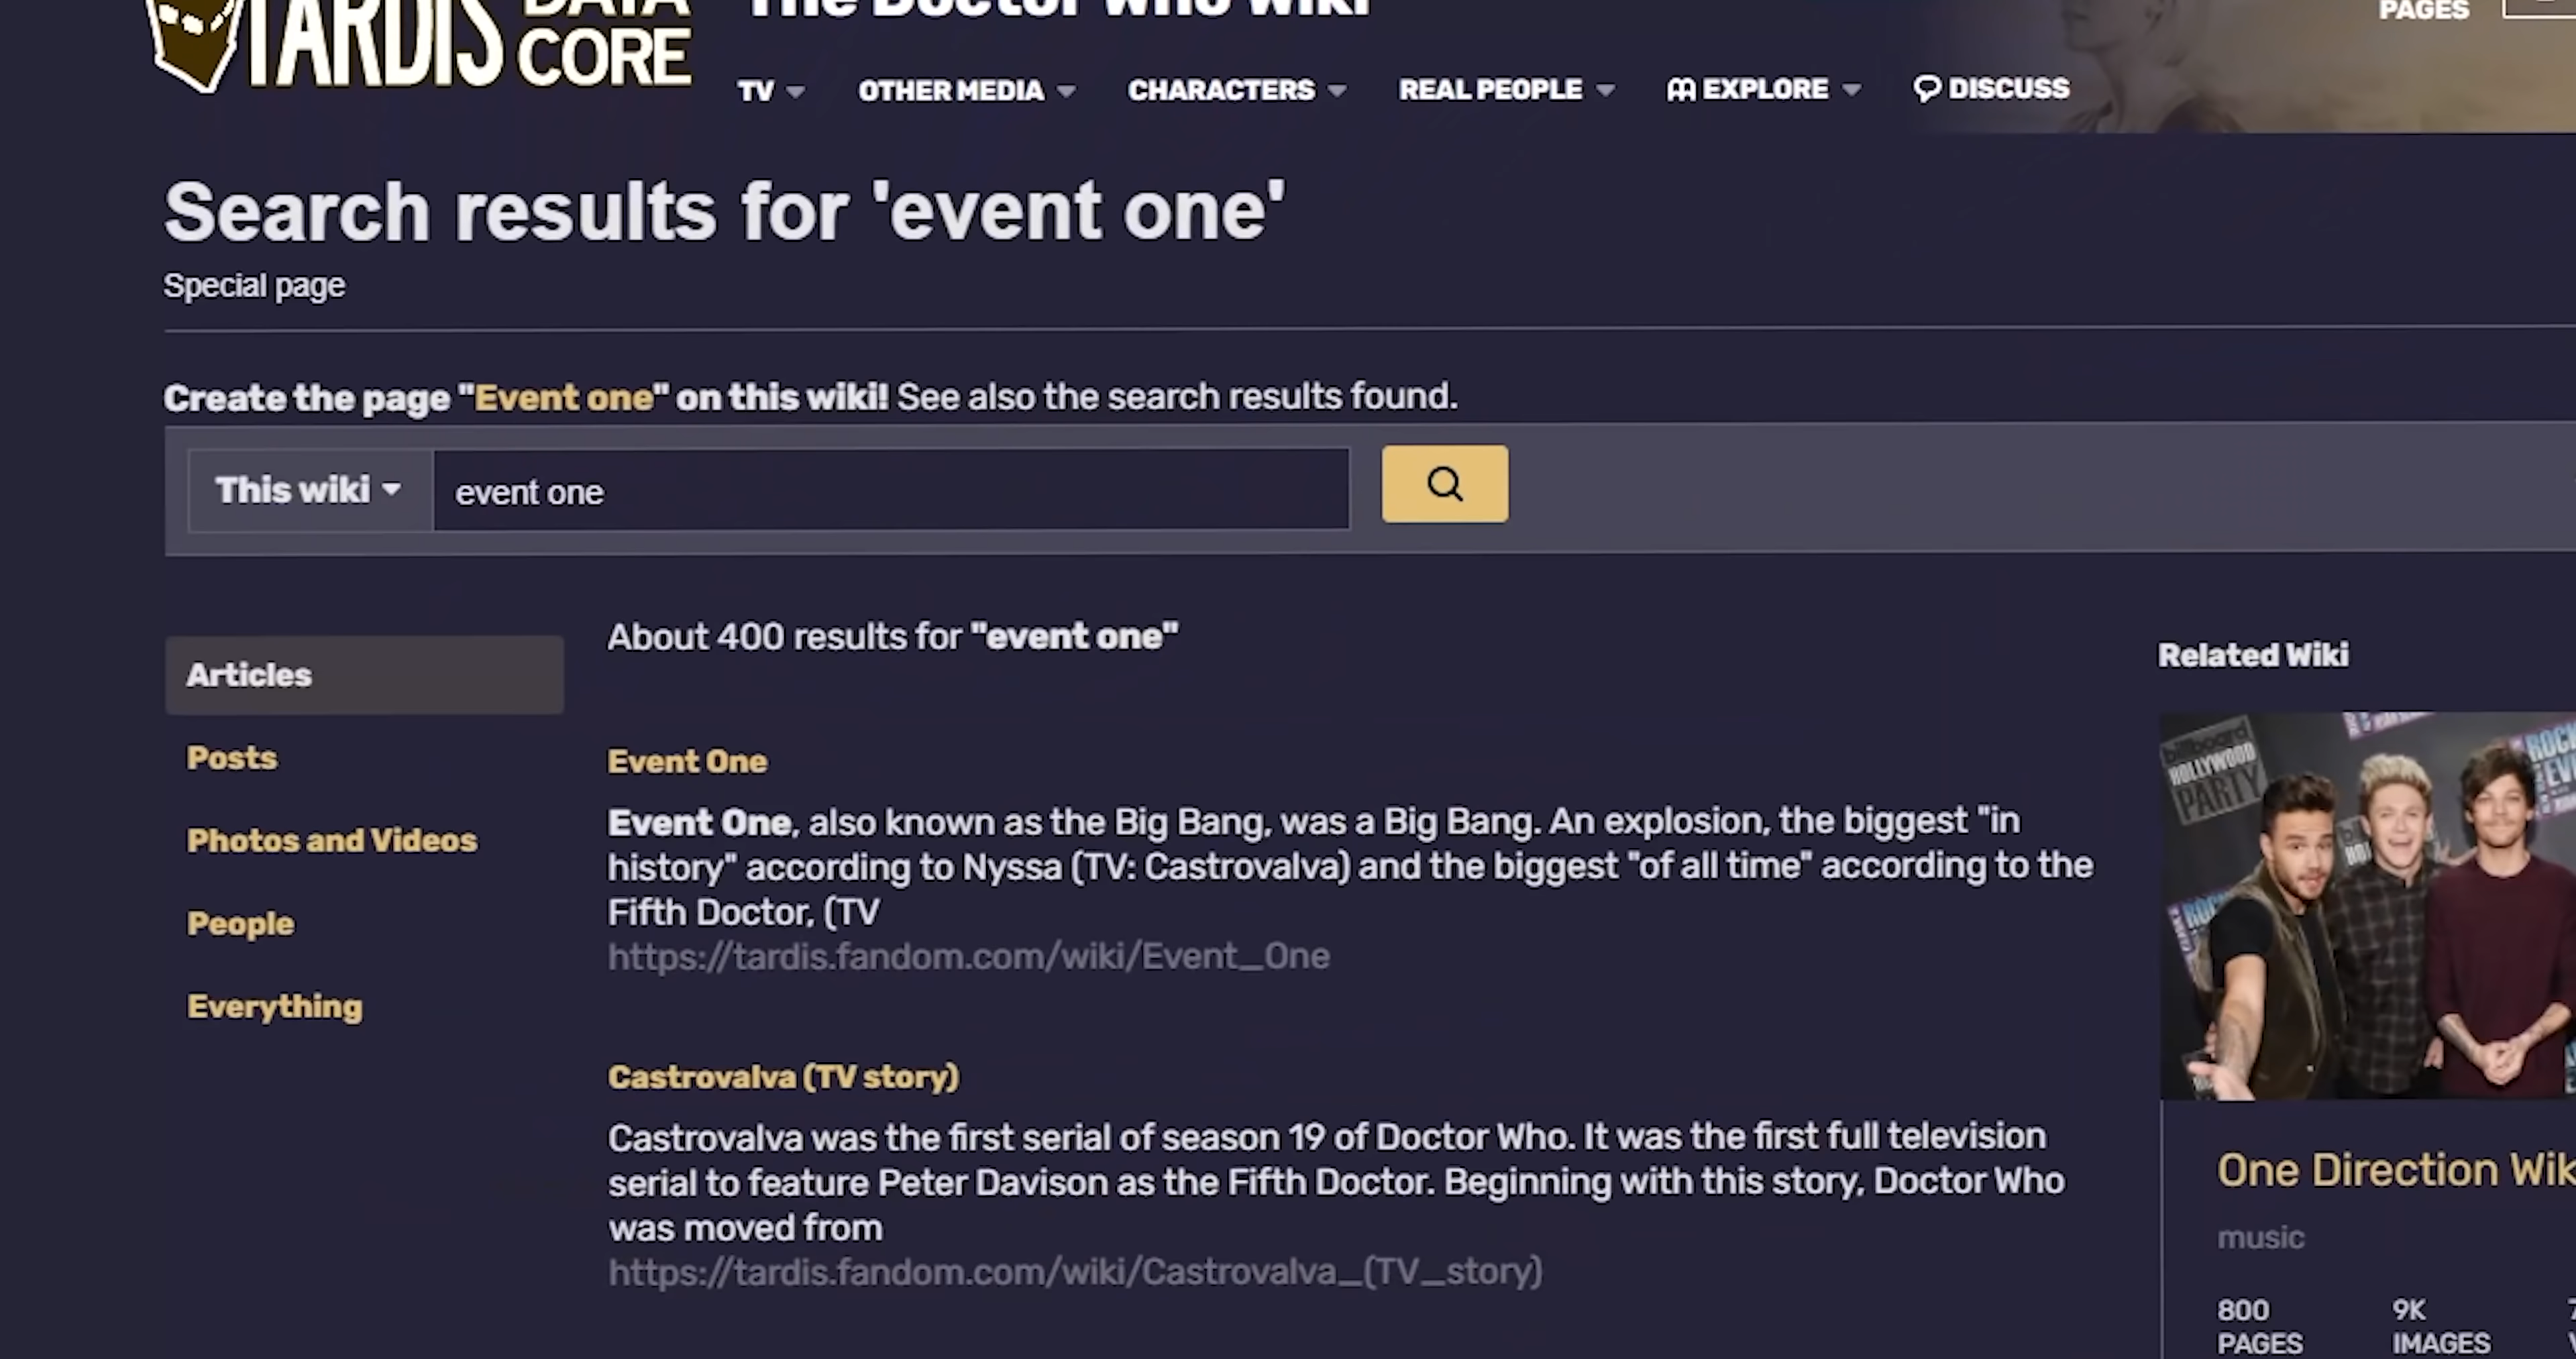 TARDIS DATA
CORE
The Doctor Who Wiki
PAGES
TV
OTHER MEDIA
CHARACTERS
REAL PEOPLE
EXPLORE
DISCUSS
Search results for 'event one'
Special page
Create the page "Event one" on this wiki! See also the search results found.
This wiki
event one
Articles
Posts
Photos and Videos
People
Everything
About 400 results for "event one"
Event One
Event One, also known as the Big Bang, was a Big Bang. An explosion, the biggest "in
history" according to Nyssa (TV: Castrovalva) and the biggest "of all time" according to the
Fifth Doctor, (TV
https://tardis.fandom.com/wiki/Event_One
Castrovalva (TV story)
Castrovalva was the first serial of season 19 of Doctor Who. It was the first full television
serial to feature Peter Davison as the Fifth Doctor. Beginning with this story, Doctor Who
was moved from
https://tardis.fandom.com/wiki/Castrovalva_(TV_story)
Related Wiki
billboard
HOLLYWOOD
PARTY
One Direction Wik
music
800
PAGES
9K
IMAGES